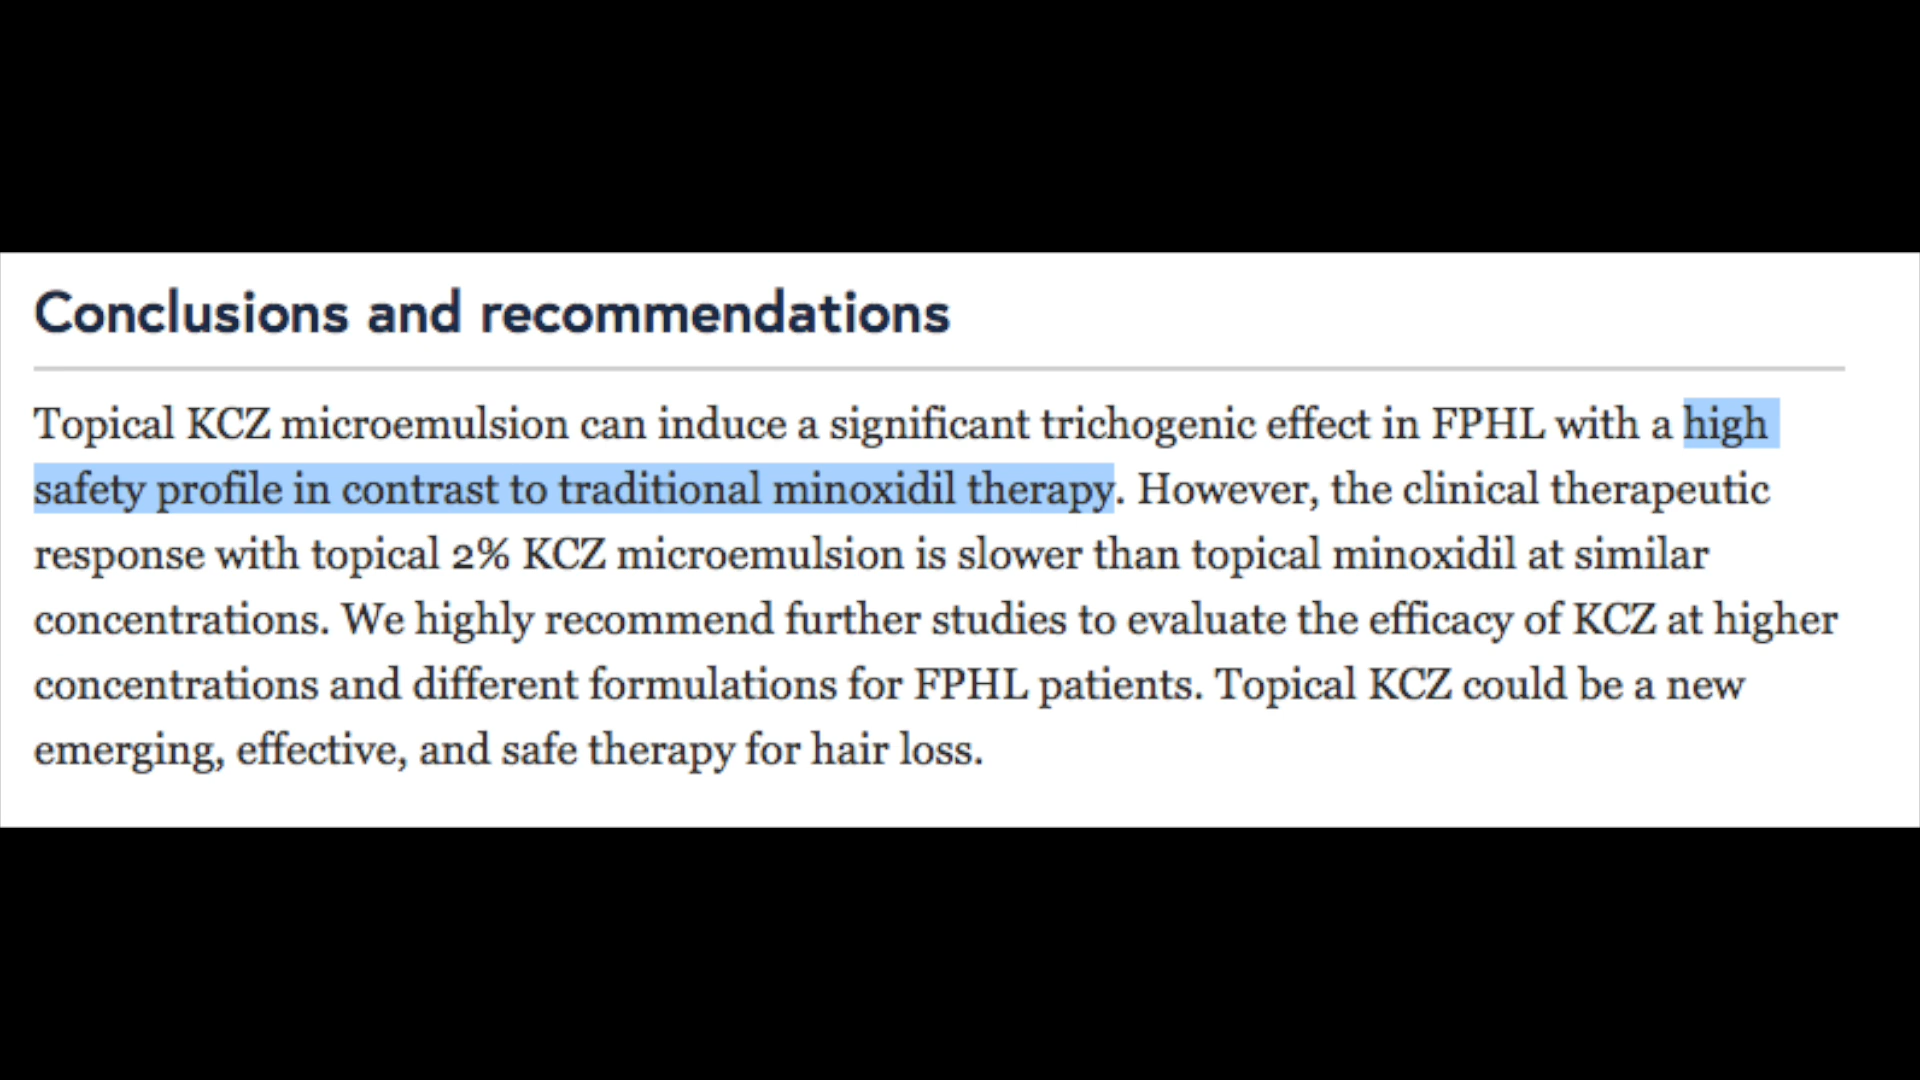 Conclusions and recommendations
Topical KCZ microemulsion can induce a significant trichogenic effect in FPHL with a high
safety profile in contrast to traditional minoxidil therapy. However, the clinical therapeutic
response with topical 2% KCZ microemulsion is slower than topical minoxidil at similar
concentrations. We highly recommend further studies to evaluate the efficacy of KCZ at higher
concentrations and different formulations for FPHL patients. Topical KCZ could be a new
emerging, effective, and safe therapy for hair loss.